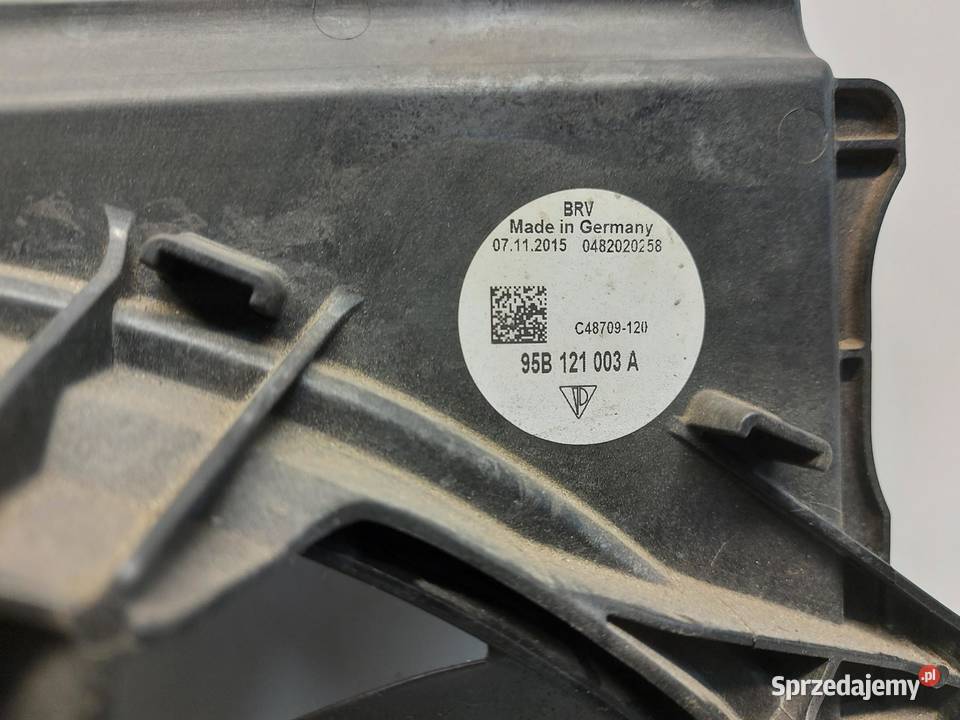 BRV
Made in Germany
07.11.2015 0482020258
C48709-120
95B 121 003 A
Sprzedajemy.pl